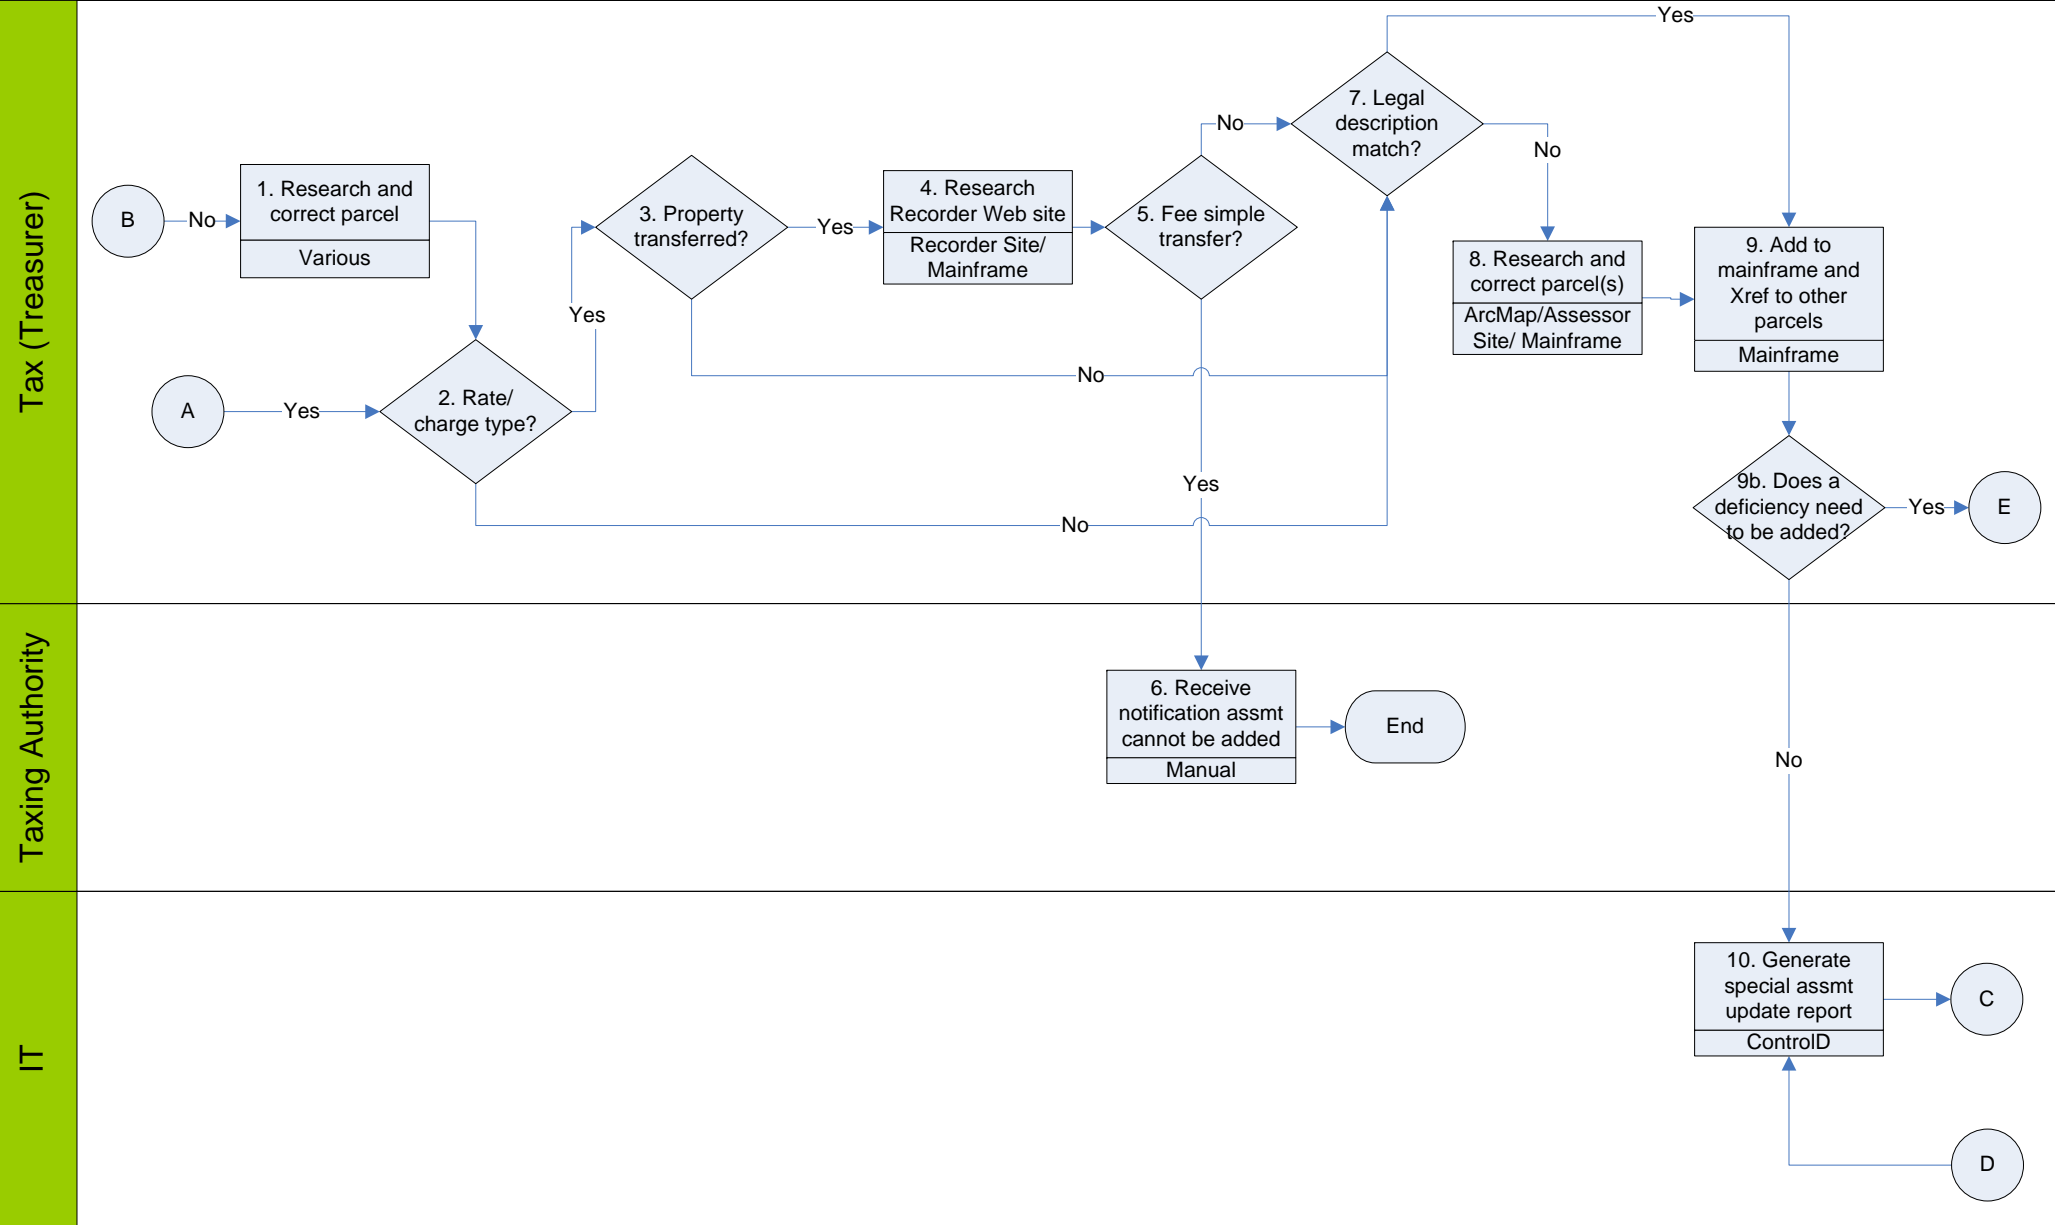 Tax (Treasurer)
B
No
1. Research and
correct parcel
Various
A
Yes
2. Rate/
charge type?
Yes
No
3. Property
transferred?
Yes
No
4. Research
Recorder Web site
Recorder Site/
Mainframe
5. Fee simple
transfer?
No
Yes
7. Legal
description
match?
Yes
No
8. Research and
correct parcel(s)
ArcMap/Assessor
Site/ Mainframe
9. Add to
mainframe and
Xref to other
parcels
Mainframe
9b. Does a
deficiency need
to be added?
Yes
E
No
Taxing Authority
6. Receive
notification assmt
cannot be added
Manual
End
IT
10. Generate
special assmt
update report
ControlD
C
D